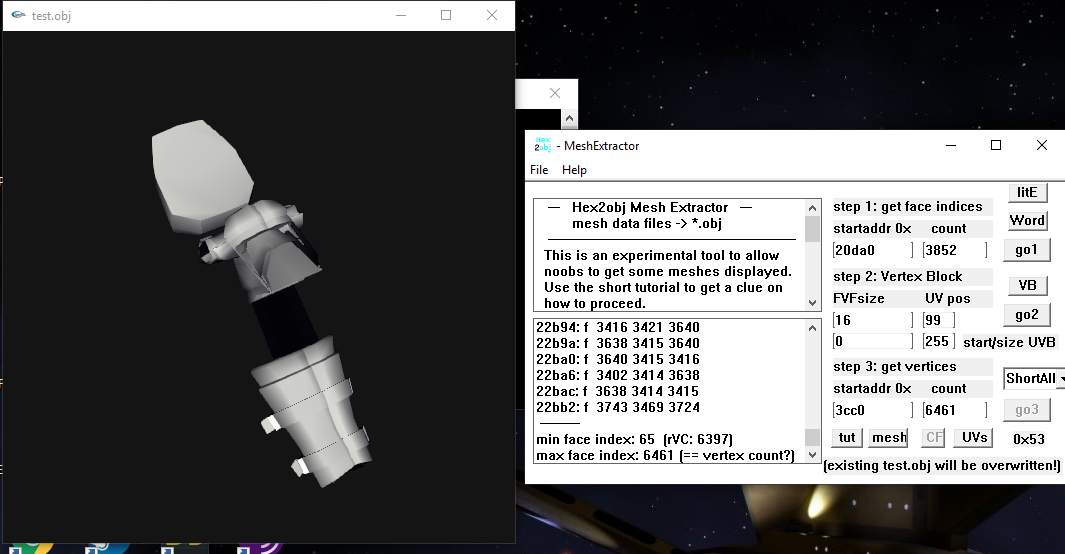 test.obj
Hex
2obj
- MeshExtractor
File Help
— Hex2obj Mesh Extractor —
mesh data files -> *.obj
This is an experimental tool to allow
noobs to get some meshes displayed.
Use the short tutorial to get a clue on
how to proceed.
22b94: f 3416 3421 3640
22b9a: f 3638 3415 3640
22ba0: f 3640 3415 3416
22ba6: f 3402 3414 3638
22bac: f 3638 3414 3415
22bb2: f 3743 3469 3724
min face index: 65 (rVC: 6397)
max face index: 6461 (== vertex count?)
litE
step 1: get face indices
Word
startaddr 0x count
20da0 3852 go1
step 2: Vertex Block
VB
FVFsize UV pos
16 99 go2
0 255 start/size UVB
step 3: get vertices
ShortAll
startaddr 0x count
3cc0 6461 go3
tut mesh CF UVs 0x53
(existing test.obj will be overwritten!)